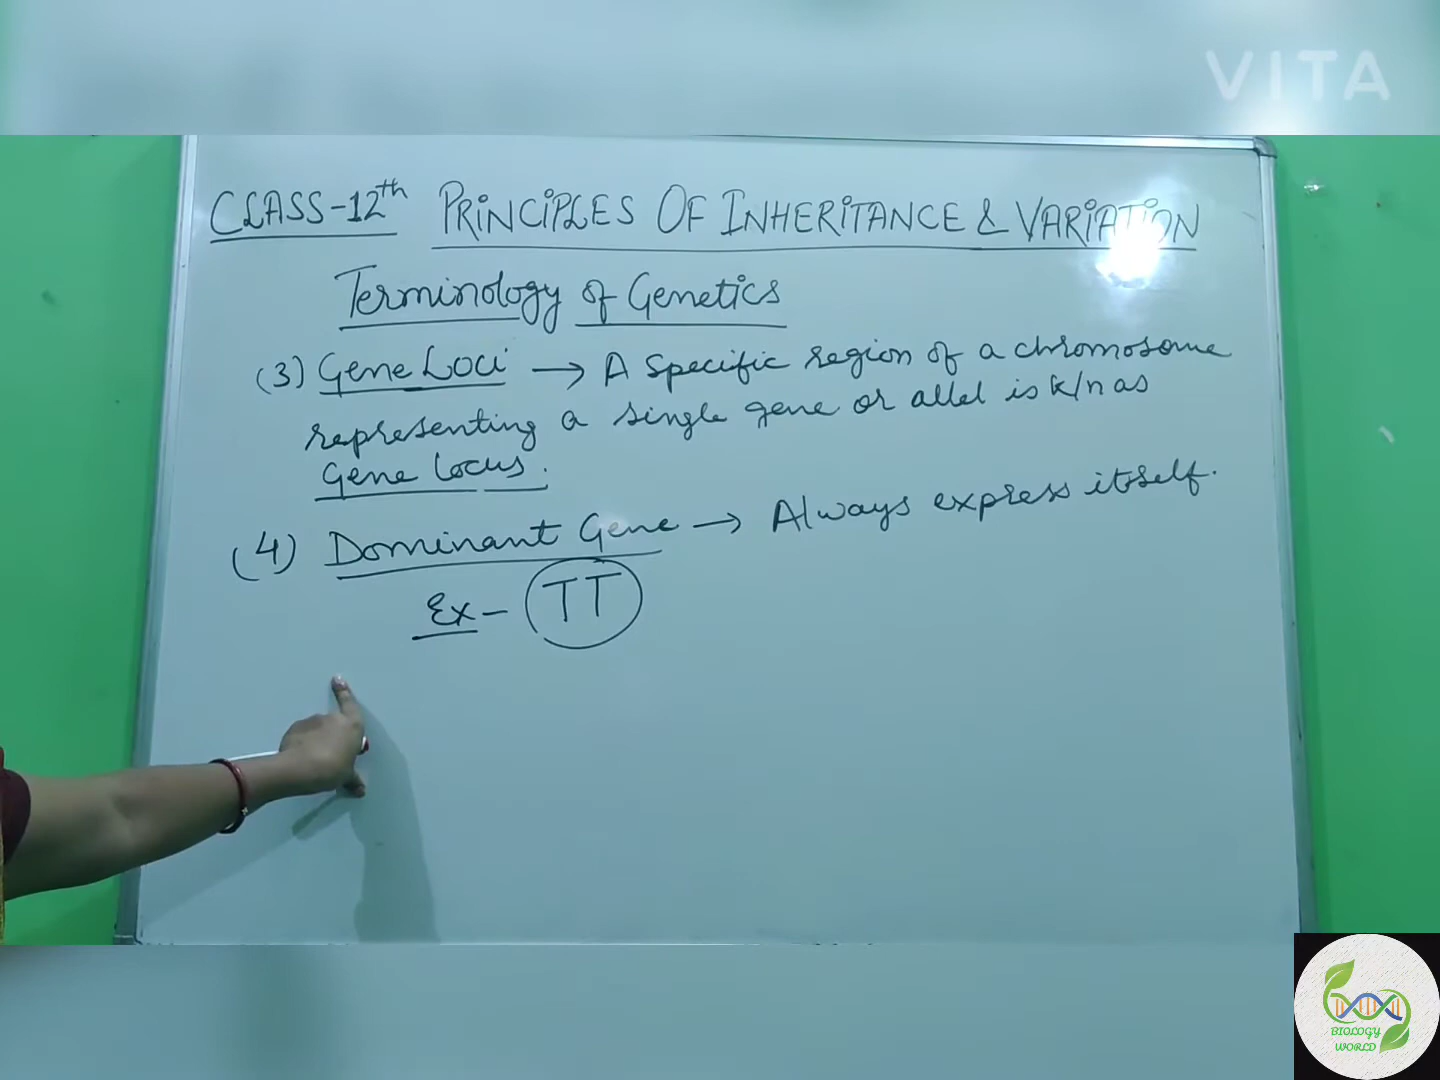 VITA
CLASS-12th PRINCIPLES OF INHERITANCE & VARIATION
Terminology of Genetics
(3) Gene Loci → A specific region of a chromosome
representing a single gene or allel is k/n as
Gene locus.
(4) Dominant Gene → Always express itself.
Ex- TT
BIOLOGY
WORLD